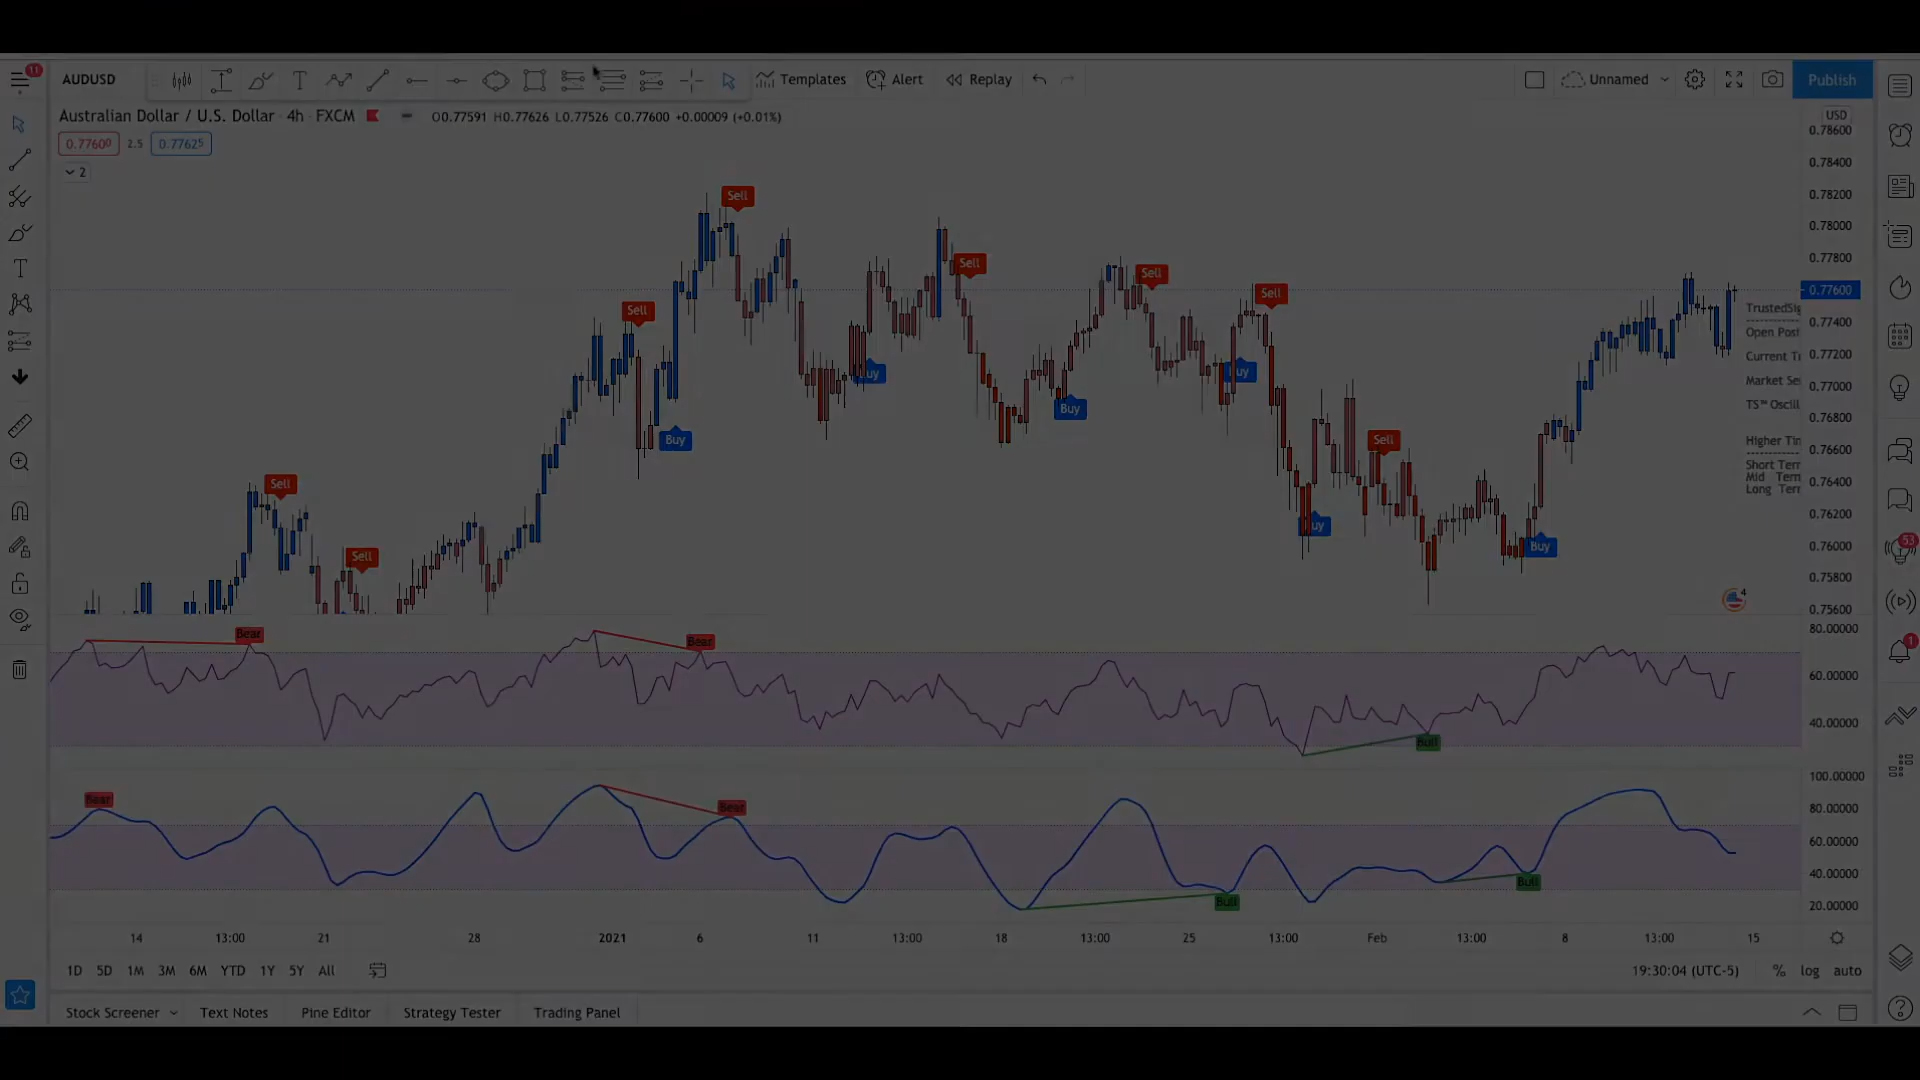 11
AUDUSD
Templates
Alert
Replay
Unnamed
Publish
Australian Dollar / U.S. Dollar · 4h · FXCM
O0.77591 H0.77626 L0.77526 C0.77600 +0.00009 (+0.01%)
USD
0.77600
2.5
0.77625
2
0.78600
0.78400
0.78200
0.78000
0.77800
0.77600
0.77400
0.77200
0.77000
0.76800
0.76600
0.76400
0.76200
0.76000
0.75800
0.75600
Sell
Sell
Sell
Sell
Sell
Sell
Sell
Sell
Buy
Buy
Buy
Buy
TrustedSig
Open Posi
Current Tr
Market Se
TS™ Oscill
Higher Tim
Short Term
Mid Term
Long Term
4
53
1
80.00000
60.00000
40.00000
Bear
Bear
Bull
100.00000
80.00000
60.00000
40.00000
20.00000
Bear
Bear
Bull
Bull
14
13:00
21
28
2021
6
11
13:00
18
13:00
25
13:00
Feb
13:00
8
13:00
15
1D 5D 1M 3M 6M YTD 1Y 5Y All
19:30:04 (UTC-5)
% log auto
Stock Screener
Text Notes
Pine Editor
Strategy Tester
Trading Panel